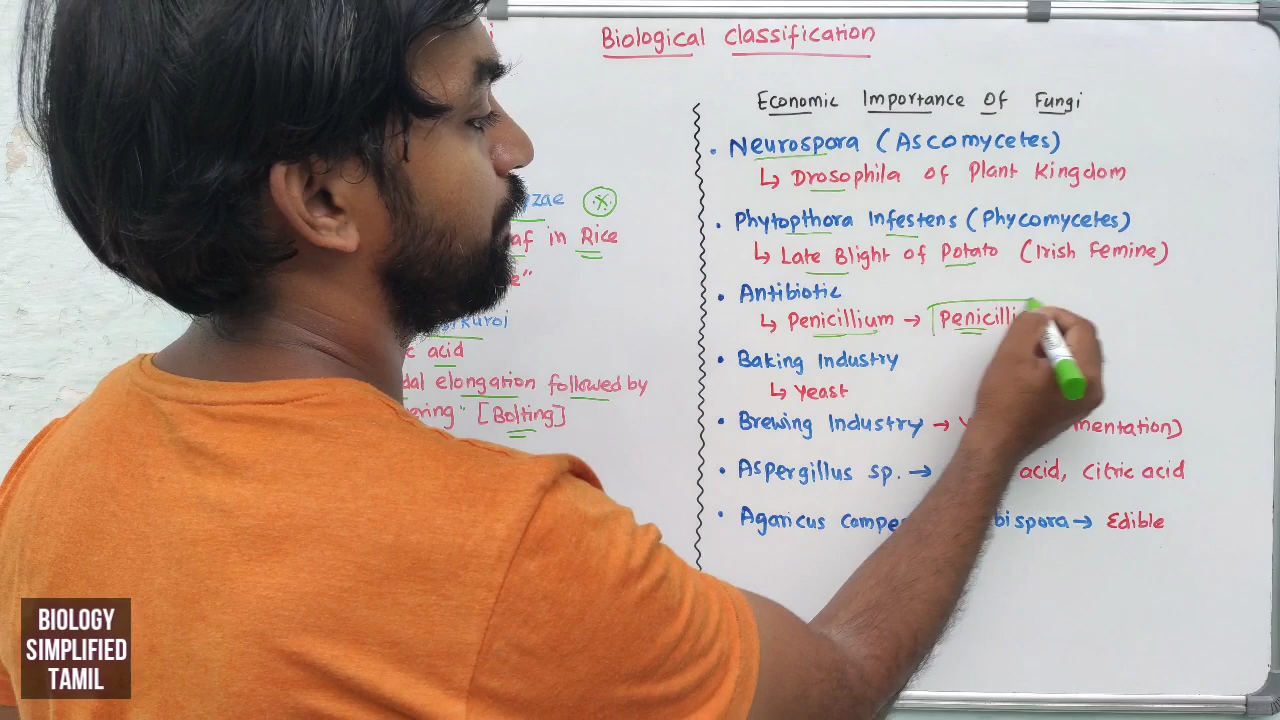 Biological Classification
zae
af in Rice
e"
kuroi
c acid
dal elongation followed by
ering" [Bolting]
Economic Importance Of Fungi
• Neurospora (Ascomycetes)
↳ Drosophila of Plant Kingdom
• Phytopthora Infestens (Phycomycetes)
↳ Late Blight of Potato (Irish Femine)
• Antibiotic
↳ Penicillium → Penicilli
• Baking Industry
↳ Yeast
• Brewing Industry → Y mentation)
• Aspergillus sp. → acid, Citric acid
• Agaricus Compe bispora → Edible
BIOLOGY
SIMPLIFIED
TAMIL